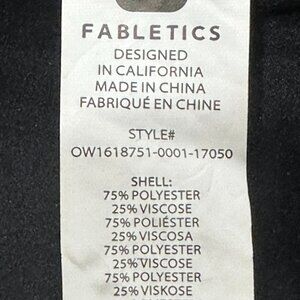 FABLETICS
DESIGNED
IN CALIFORNIA
MADE IN CHINA
FABRIQUÉ EN CHINE
STYLE#
OW1618751-0001-17050
SHELL:
75% POLYESTER
25% VISCOSE
75% POLIÉSTER
25% VISCOSA
75% POLYESTER
25% VISCOSE
75% POLYESTER
25% VISKOSE